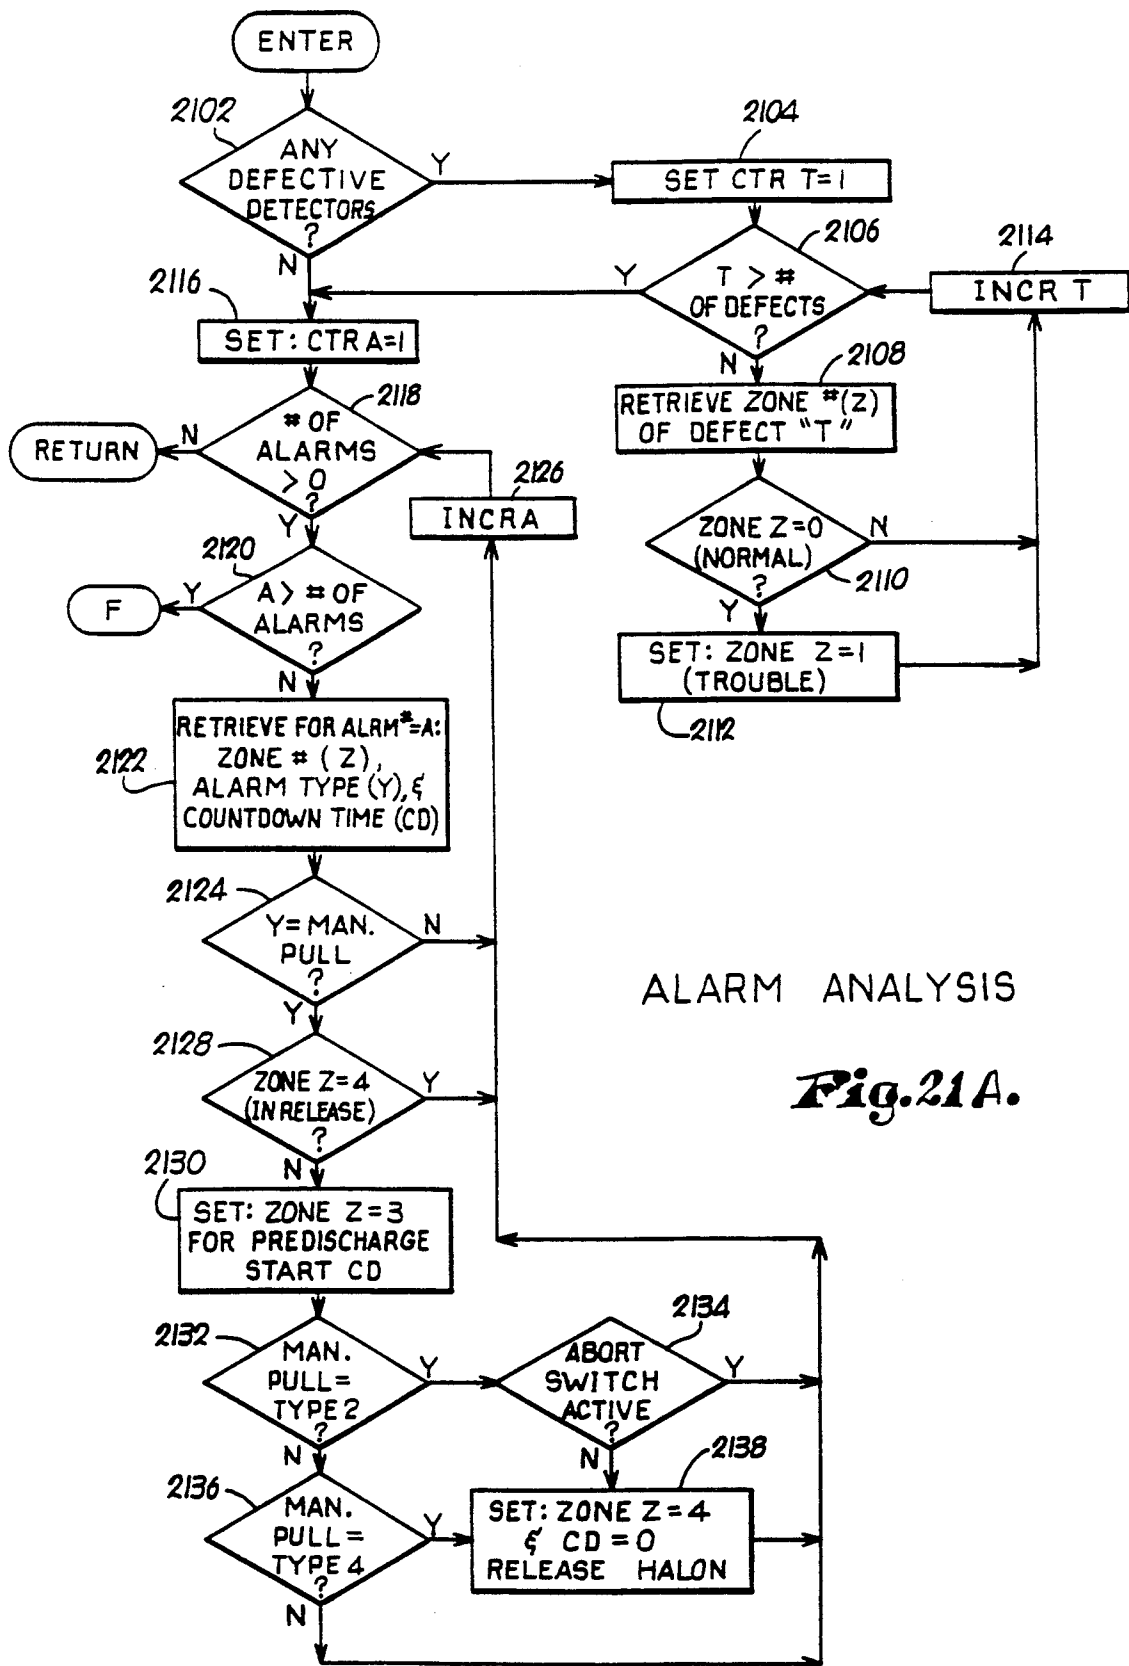 ENTER
2102
ANY
DEFECTIVE
DETECTORS
?
Y
N
2104
SET CTR T=1
2106
T > #
OF DEFECTS
?
Y
N
2114
INCR T
2116
SET: CTR A=1
2108
RETRIEVE ZONE #(Z)
OF DEFECT "T"
2118
# OF
ALARMS
> 0
?
N
Y
RETURN
2126
INCR A
ZONE Z=0
(NORMAL)
?
N
Y
2110
2120
A > # OF
ALARMS
?
Y
N
F
SET: ZONE Z=1
(TROUBLE)
2112
2122
RETRIEVE FOR ALRM#=A:
ZONE # (Z),
ALARM TYPE (Y), &
COUNTDOWN TIME (CD)
2124
Y= MAN.
PULL
?
N
Y
ALARM ANALYSIS
2128
ZONE Z=4
(IN RELEASE)
?
Y
N
Fig.21A.
2130
SET: ZONE Z=3
FOR PREDISCHARGE
START CD
2132
MAN.
PULL=
TYPE 2
?
Y
N
2134
ABORT
SWITCH
ACTIVE
?
Y
N
2136
MAN.
PULL=
TYPE 4
?
Y
N
2138
SET: ZONE Z=4
& CD=0
RELEASE HALON